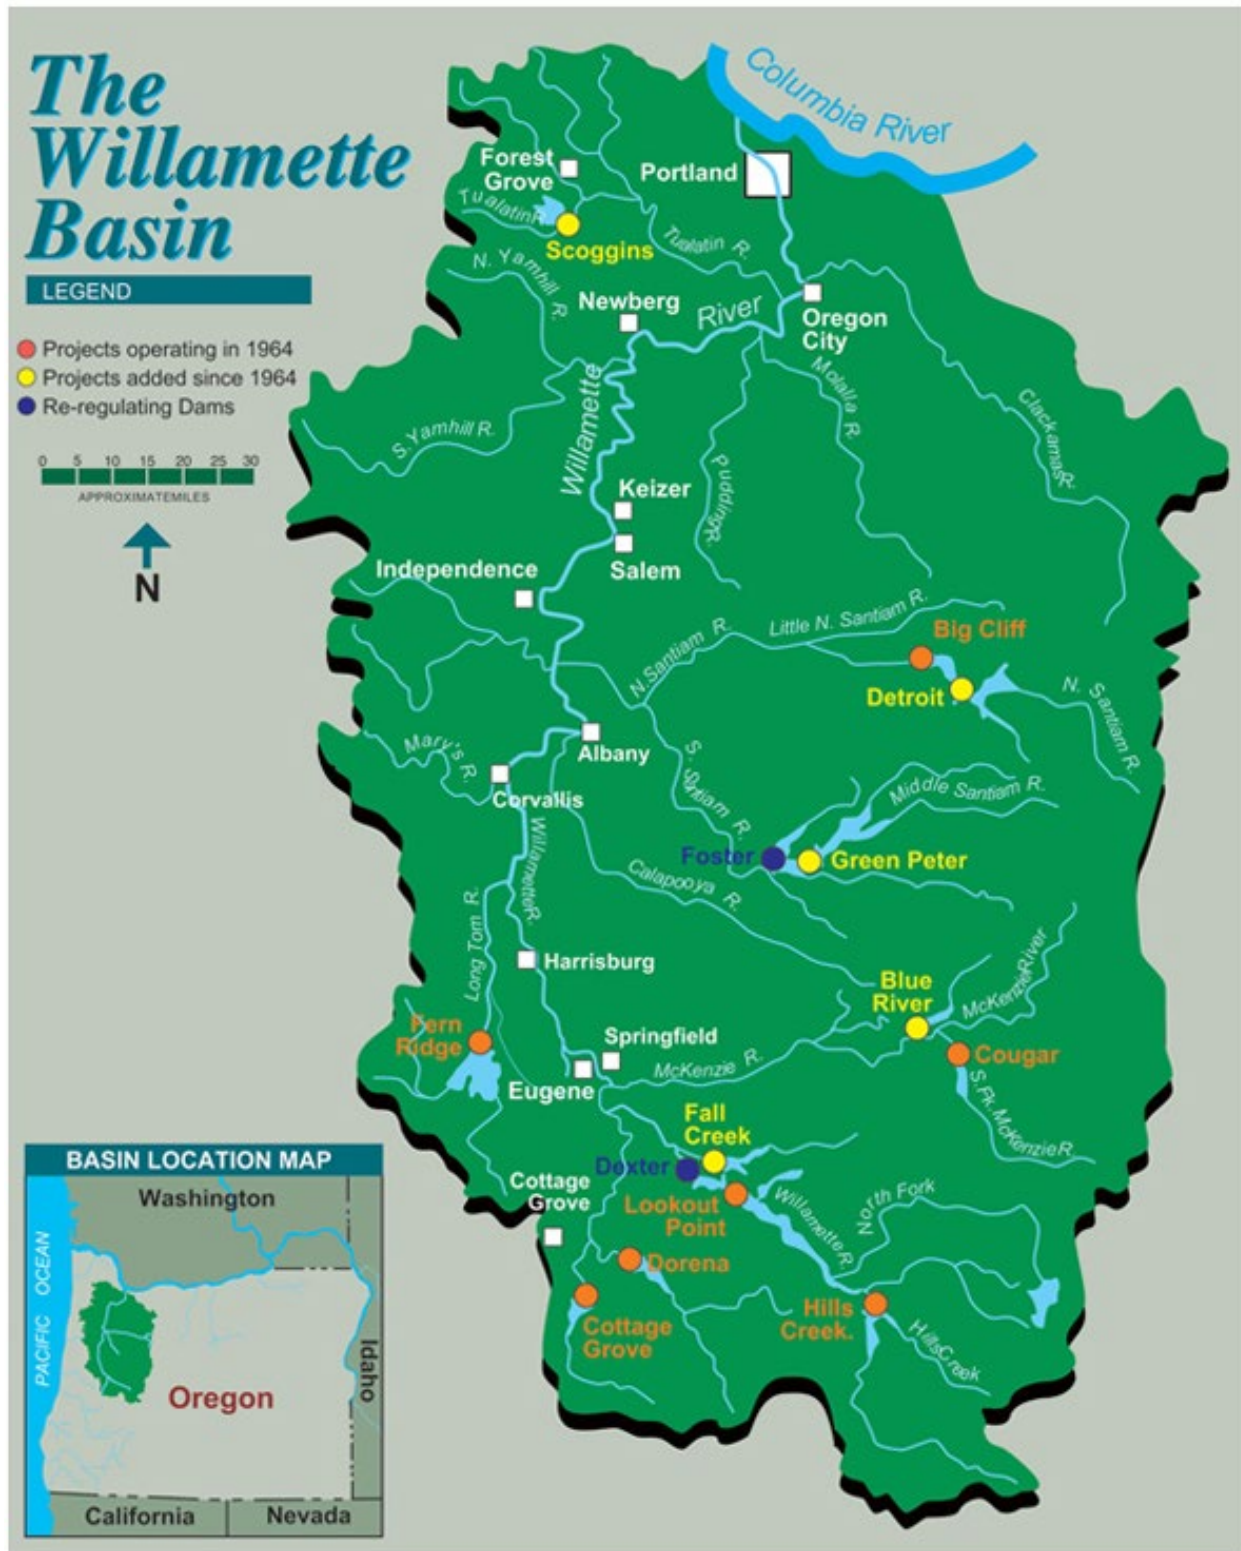 The
Willamette
Basin
LEGEND
Projects operating in 1964
Projects added since 1964
Re-regulating Dams
0 5 10 15 20 25 30
APPROXIMATEMILES
N
Columbia River
Portland
Forest
Grove
Tualatin R.
Scoggins
Tualatin R.
N. Yamhill R.
Newberg
River
Oregon
City
Willamette
Molalla R.
Clackamas R.
S. Yamhill R.
Pudding R.
Keizer
Salem
Independence
Little N. Santiam R.
N. Santiam R.
Big Cliff
Detroit
N. Santiam R.
Albany
Mary's R.
Corvallis
S. Santiam R.
Middle Santiam R.
Foster
Green Peter
Willamette R.
Calapooya R.
Long Tom R.
Harrisburg
Blue
River
McKenzie River
Fern
Ridge
Springfield
McKenzie R.
Cougar
Eugene
S. Fk. McKenzie R.
Fall
Creek
Dexter
Cottage
Grove
Lookout
Point
Willamette R.
North Fork
Dorena
Hills
Creek.
Hills Creek
Cottage
Grove
BASIN LOCATION MAP
Washington
PACIFIC OCEAN
Oregon
Idaho
California
Nevada